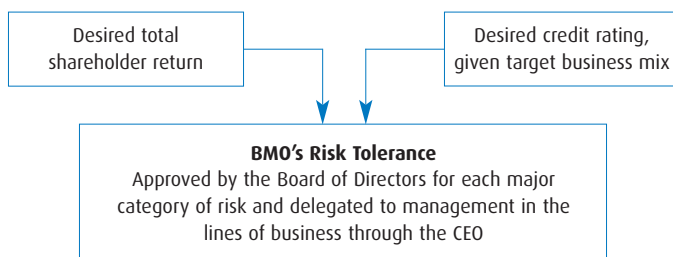 Desired total
shareholder return
Desired credit rating,
given target business mix
BMO's Risk Tolerance
Approved by the Board of Directors for each major
category of risk and delegated to management in the
lines of business through the CEO